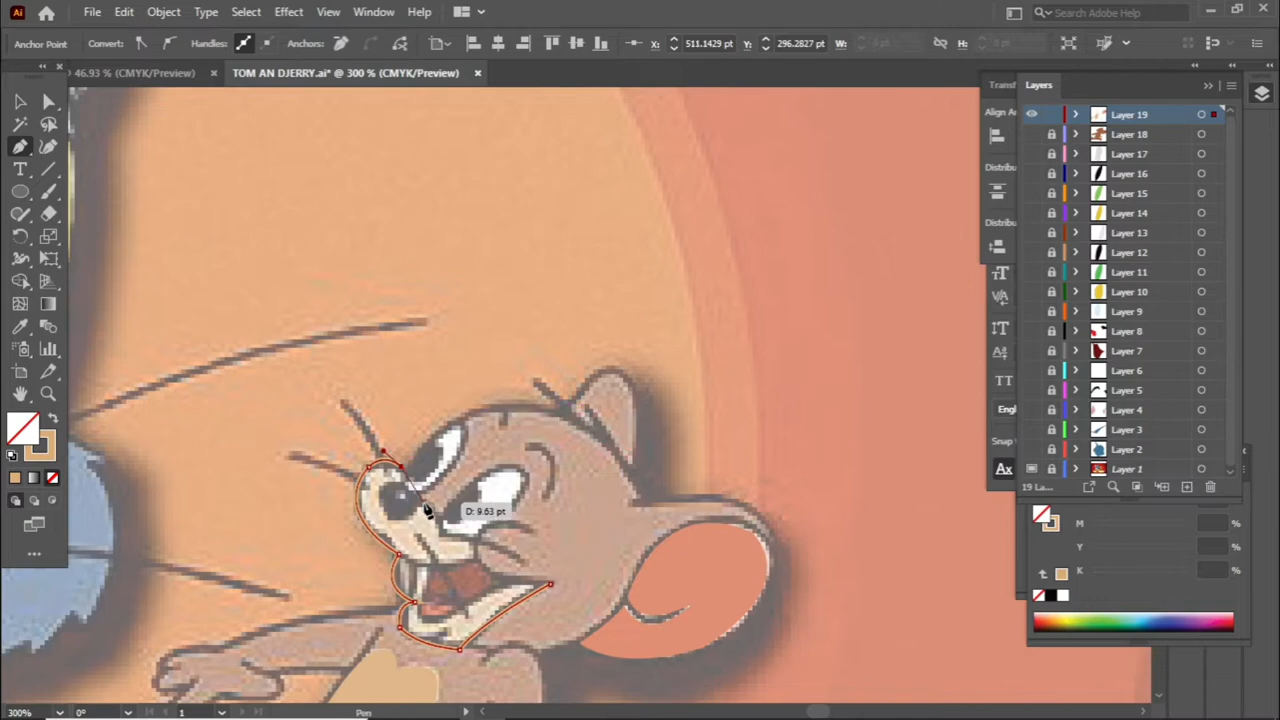 Ai File Edit Object Type Select Effect View Window Help Search Adobe Help
Anchor Point Convert: Handles: Anchors: X: 511.1429 pt Y: 296.2827 pt W: H:
46.93 % (CMYK/Preview) × TOM AN DJERRY.ai* @ 300 % (CMYK/Preview) ×
Transf
Layers
Align Ar
Distribu
Distribu
Engl
Snap
Layer 19
Layer 18
Layer 17
Layer 16
Layer 15
Layer 14
Layer 13
Layer 12
Layer 11
Layer 10
Layer 9
Layer 8
Layer 7
Layer 6
Layer 5
Layer 4
Layer 3
Layer 2
Layer 1
19 La...
M %
Y %
K %
D: 9.63 pt
300% 0° 1 Pen